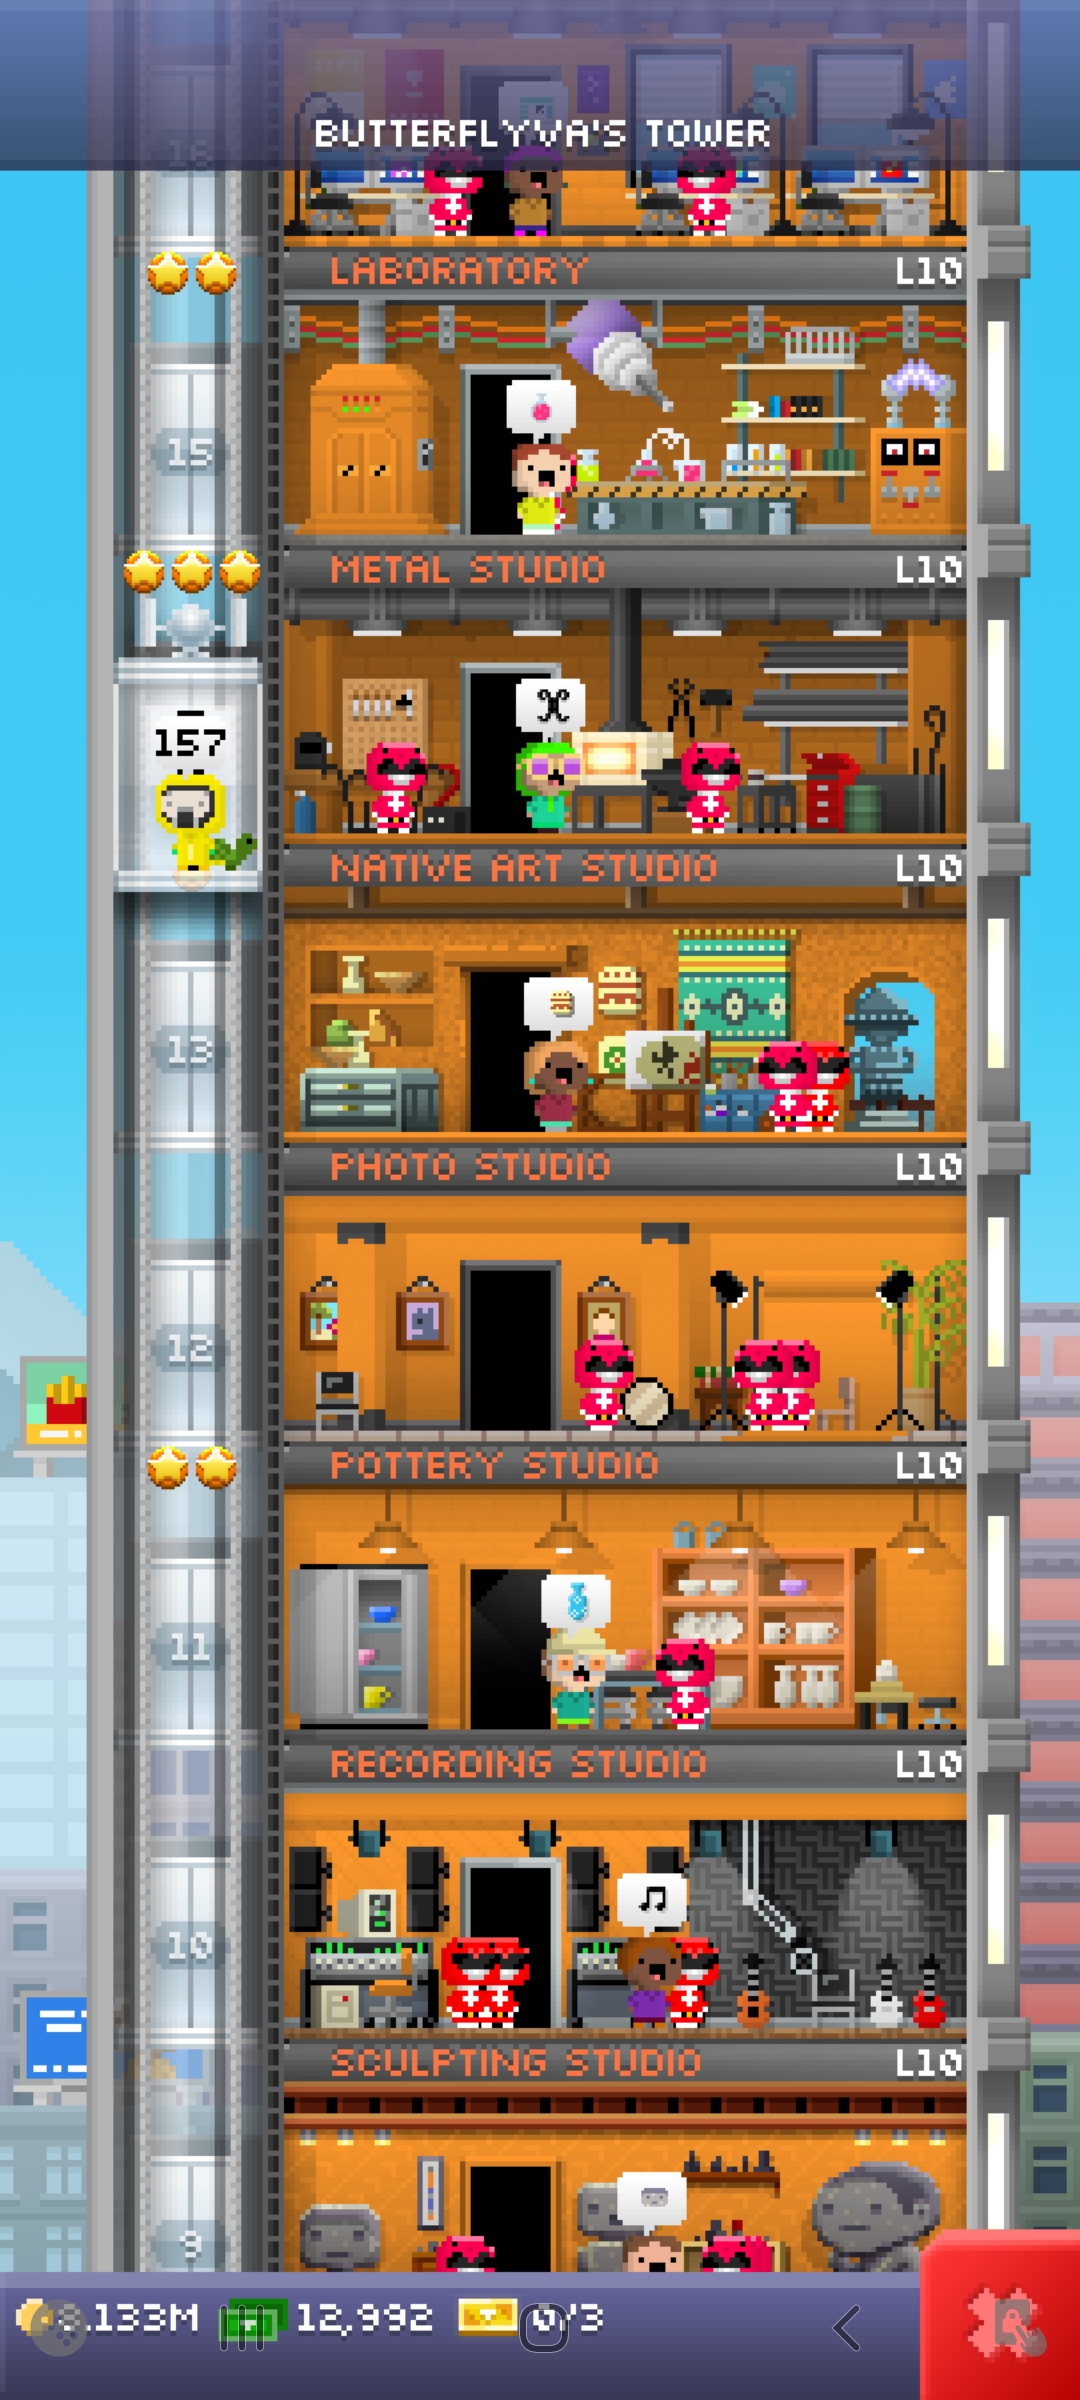 BUTTERFLYVA'S TOWER
16
LABORATORY L10
15
METAL STUDIO L10
157
NATIVE ART STUDIO L10
13
PHOTO STUDIO L10
12
POTTERY STUDIO L10
11
RECORDING STUDIO L10
10
SCULPTING STUDIO L10
9
.133M 12,992 0/3